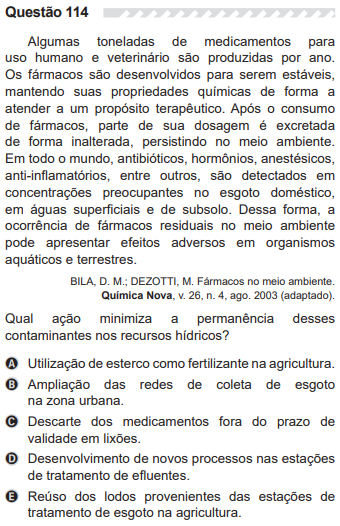 Questão 114
Algumas toneladas de medicamentos para
uso humano e veterinário são produzidas por ano.
Os fármacos são desenvolvidos para serem estáveis,
mantendo suas propriedades químicas de forma a
atender a um propósito terapêutico. Após o consumo
de fármacos, parte de sua dosagem é excretada
de forma inalterada, persistindo no meio ambiente.
Em todo o mundo, antibióticos, hormônios, anestésicos,
anti-inflamatórios, entre outros, são detectados em
concentrações preocupantes no esgoto doméstico,
em águas superficiais e de subsolo. Dessa forma, a
ocorrência de fármacos residuais no meio ambiente
pode apresentar efeitos adversos em organismos
aquáticos e terrestres.
BILA, D. M.; DEZOTTI, M. Fármacos no meio ambiente.
Química Nova, v. 26, n. 4, ago. 2003 (adaptado).
Qual ação minimiza a permanência desses
contaminantes nos recursos hídricos?
A Utilização de esterco como fertilizante na agricultura.
B Ampliação das redes de coleta de esgoto
na zona urbana.
C Descarte dos medicamentos fora do prazo de
validade em lixões.
D Desenvolvimento de novos processos nas estações
de tratamento de efluentes.
E Reúso dos lodos provenientes das estações de
tratamento de esgoto na agricultura.